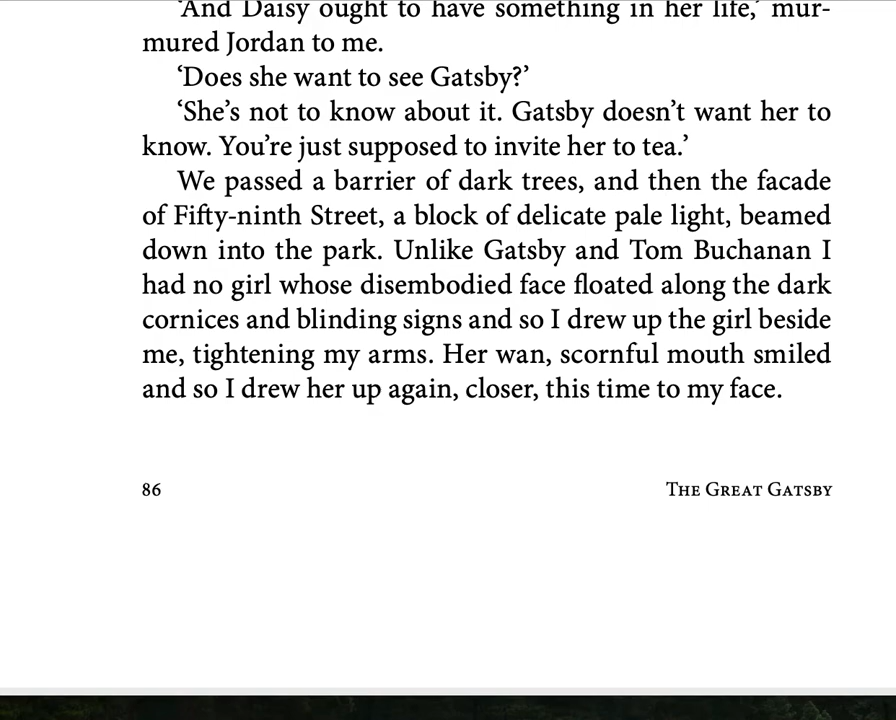 ‘And Daisy ought to have something in her life,’ mur-
mured Jordan to me.
‘Does she want to see Gatsby?’
‘She’s not to know about it. Gatsby doesn’t want her to
know. You’re just supposed to invite her to tea.’
We passed a barrier of dark trees, and then the facade
of Fifty-ninth Street, a block of delicate pale light, beamed
down into the park. Unlike Gatsby and Tom Buchanan I
had no girl whose disembodied face floated along the dark
cornices and blinding signs and so I drew up the girl beside
me, tightening my arms. Her wan, scornful mouth smiled
and so I drew her up again, closer, this time to my face.
86
The Great Gatsby